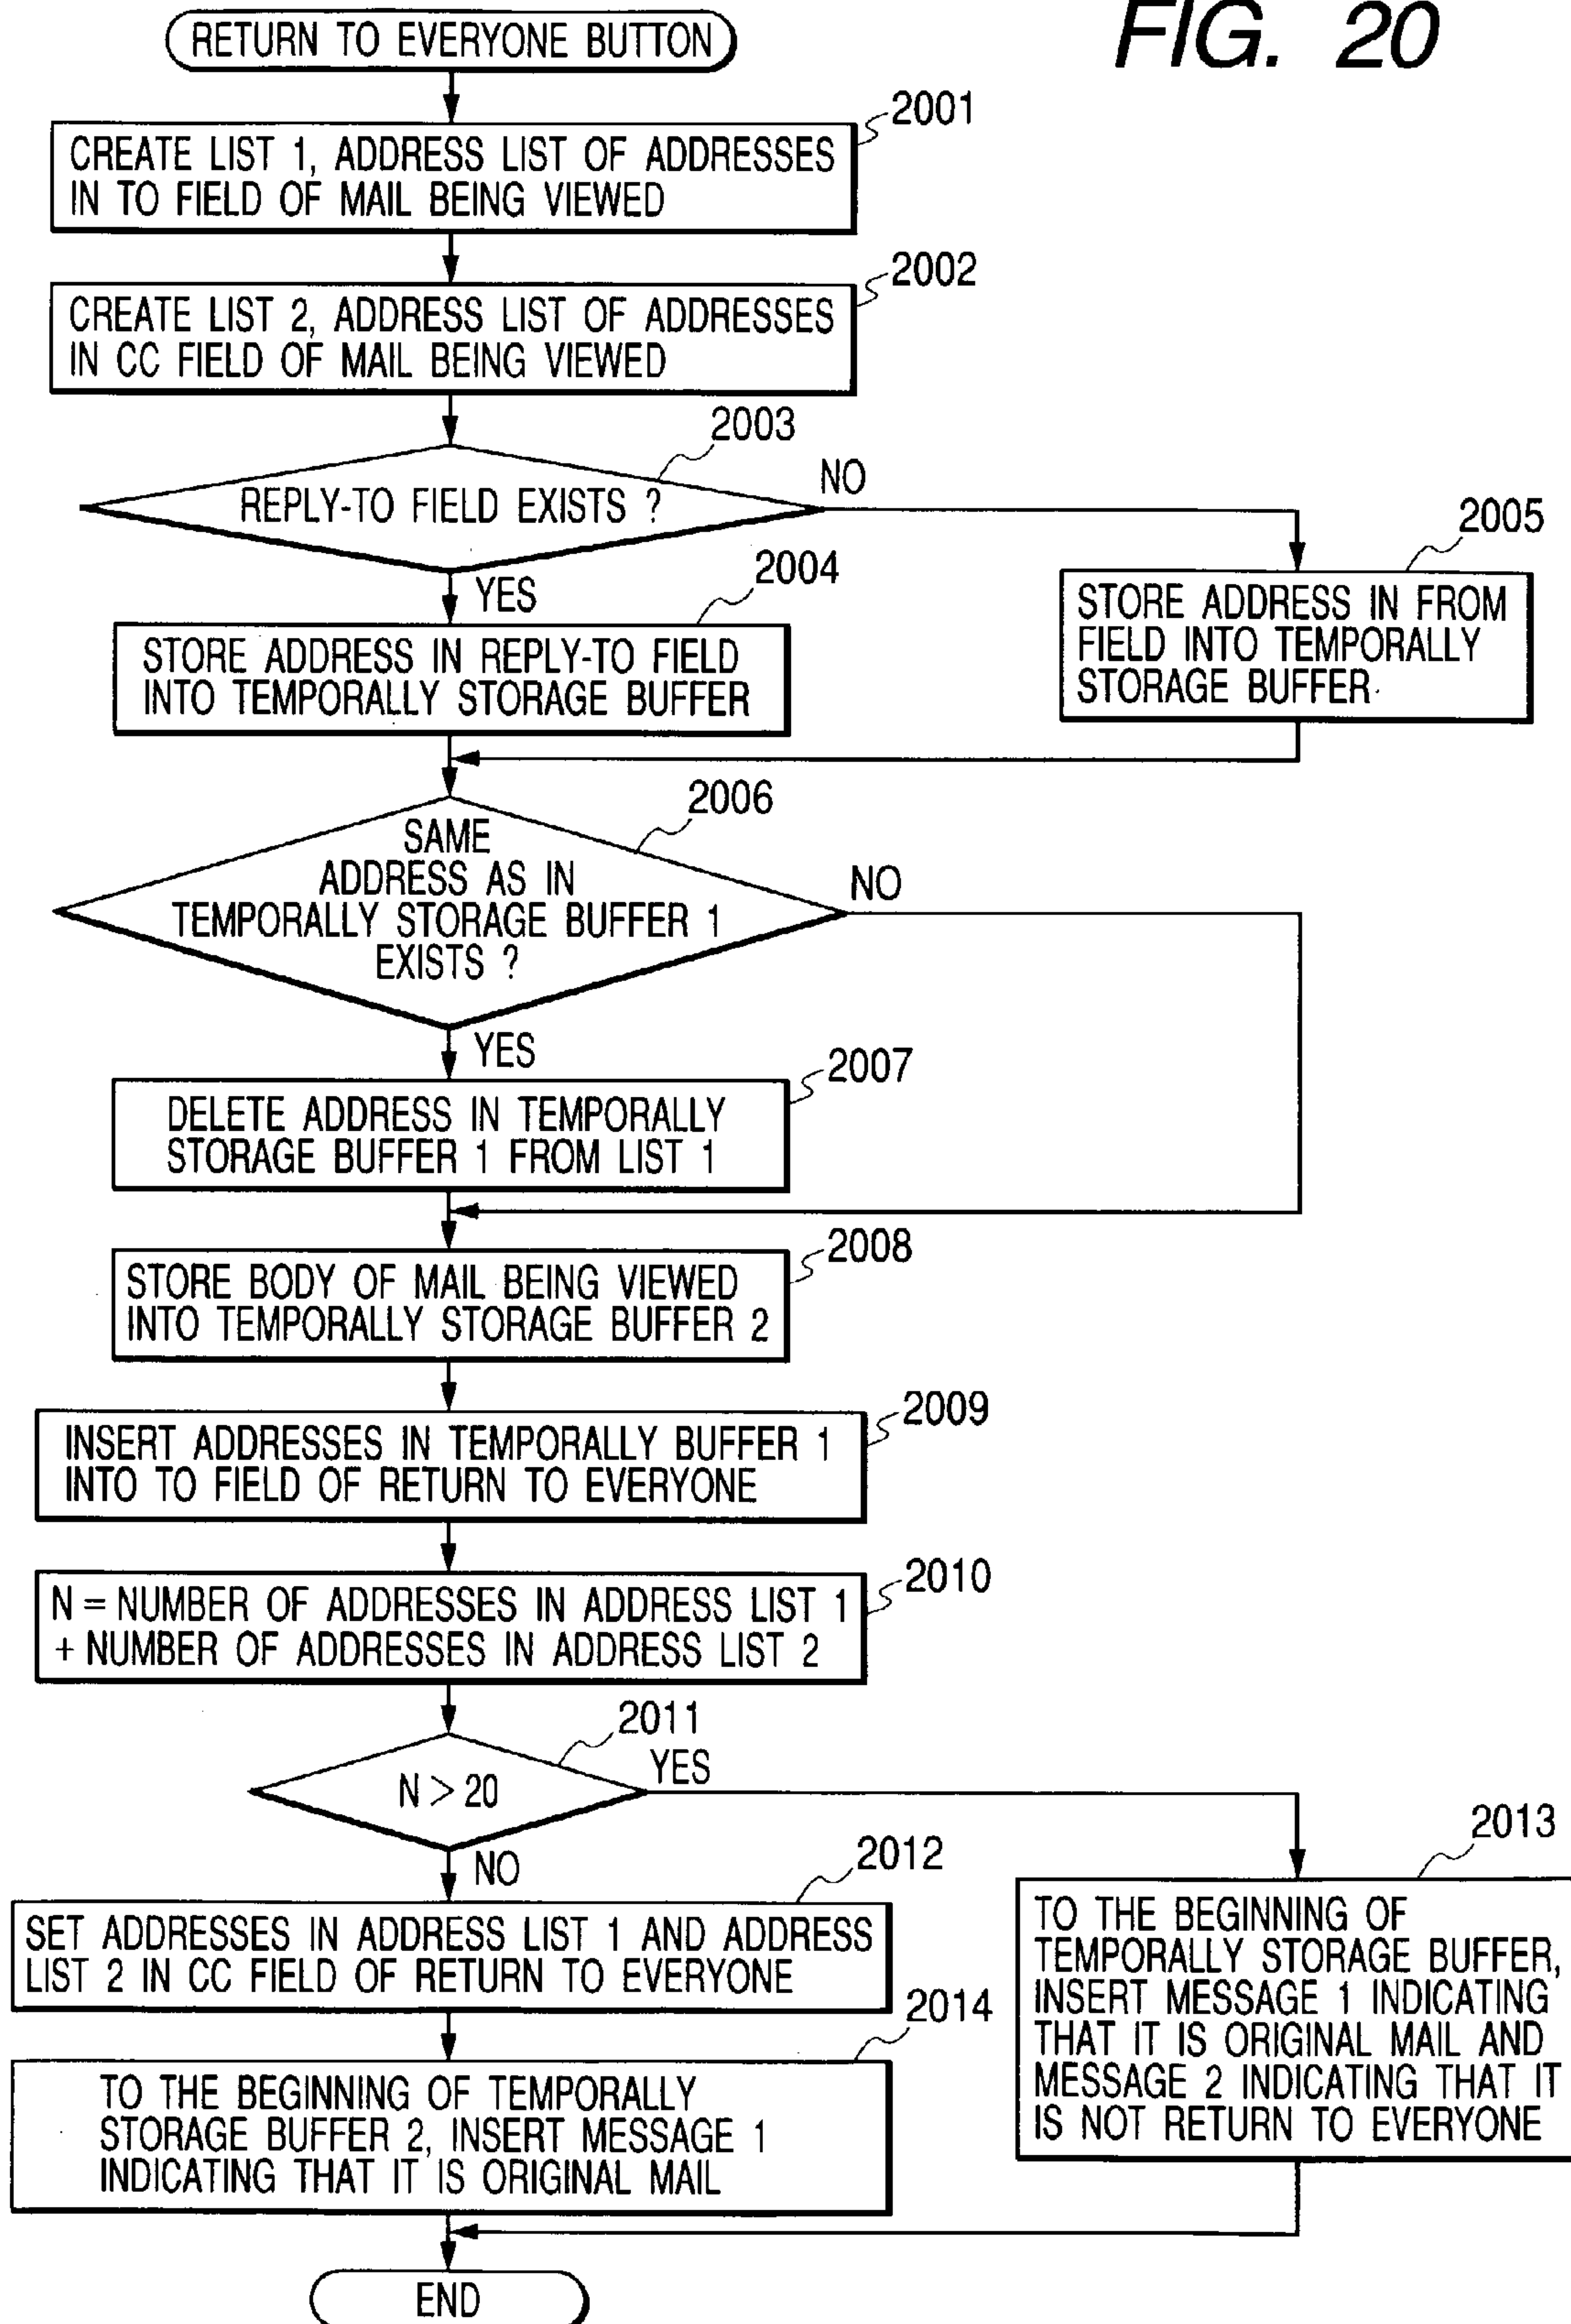 FIG. 20
RETURN TO EVERYONE BUTTON
2001
CREATE LIST 1, ADDRESS LIST OF ADDRESSES
IN TO FIELD OF MAIL BEING VIEWED
2002
CREATE LIST 2, ADDRESS LIST OF ADDRESSES
IN CC FIELD OF MAIL BEING VIEWED
2003
REPLY-TO FIELD EXISTS ?
NO
YES
2004
STORE ADDRESS IN REPLY-TO FIELD
INTO TEMPORALLY STORAGE BUFFER
2005
STORE ADDRESS IN FROM
FIELD INTO TEMPORALLY
STORAGE BUFFER
2006
SAME
ADDRESS AS IN
TEMPORALLY STORAGE BUFFER 1
EXISTS ?
NO
YES
2007
DELETE ADDRESS IN TEMPORALLY
STORAGE BUFFER 1 FROM LIST 1
2008
STORE BODY OF MAIL BEING VIEWED
INTO TEMPORALLY STORAGE BUFFER 2
2009
INSERT ADDRESSES IN TEMPORALLY BUFFER 1
INTO TO FIELD OF RETURN TO EVERYONE
2010
N = NUMBER OF ADDRESSES IN ADDRESS LIST 1
+ NUMBER OF ADDRESSES IN ADDRESS LIST 2
2011
N > 20
YES
NO
2012
SET ADDRESSES IN ADDRESS LIST 1 AND ADDRESS
LIST 2 IN CC FIELD OF RETURN TO EVERYONE
2013
TO THE BEGINNING OF
TEMPORALLY STORAGE BUFFER,
INSERT MESSAGE 1 INDICATING
THAT IT IS ORIGINAL MAIL AND
MESSAGE 2 INDICATING THAT IT
IS NOT RETURN TO EVERYONE
2014
TO THE BEGINNING OF TEMPORALLY
STORAGE BUFFER 2, INSERT MESSAGE 1
INDICATING THAT IT IS ORIGINAL MAIL
END